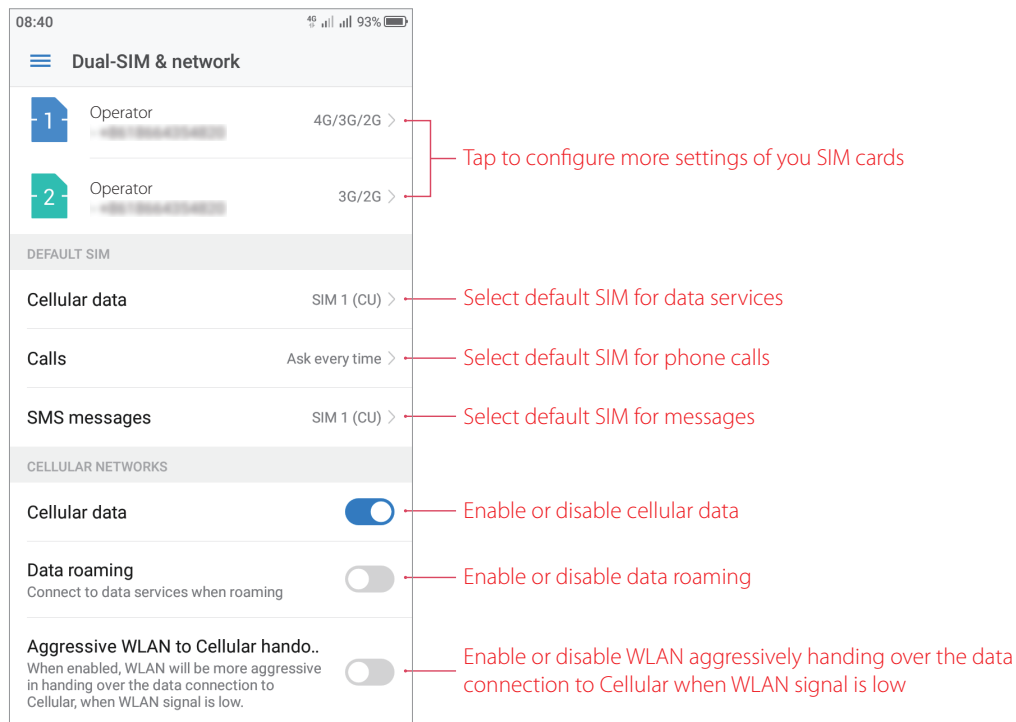 08:40 4G 93%
Dual-SIM & network
1 Operator 4G/3G/2G
Tap to configure more settings of you SIM cards
2 Operator 3G/2G
DEFAULT SIM
Cellular data SIM 1 (CU) Select default SIM for data services
Calls Ask every time Select default SIM for phone calls
SMS messages SIM 1 (CU) Select default SIM for messages
CELLULAR NETWORKS
Cellular data Enable or disable cellular data
Data roaming Enable or disable data roaming
Connect to data services when roaming
Aggressive WLAN to Cellular hando..
When enabled, WLAN will be more aggressive
in handing over the data connection to
Cellular, when WLAN signal is low.
Enable or disable WLAN aggressively handing over the data
connection to Cellular when WLAN signal is low